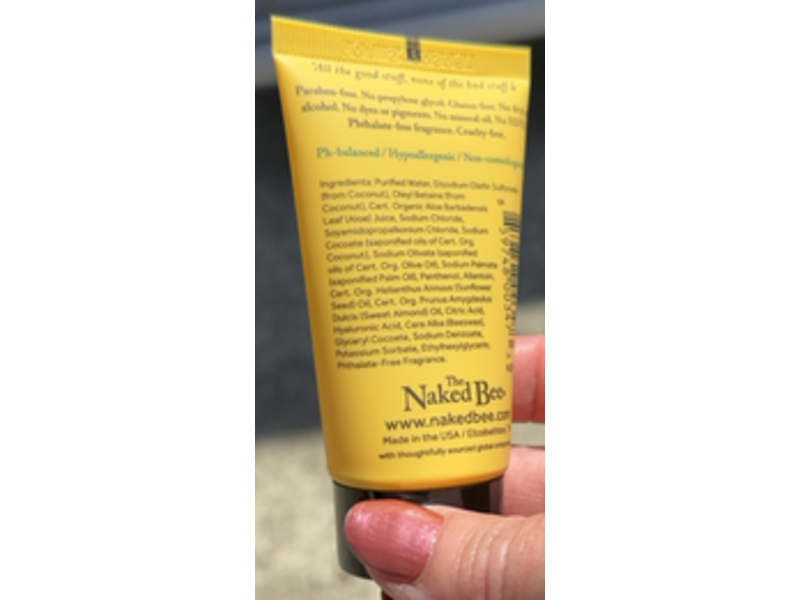 "All the good stuff, none of the bad stuff is
Paraben-free. No propylene glycol. Gluten-free. No
alcohol. No dyes or pigments. No mineral oil. No
Phthalate-free fragrance. Cruelty-free.
Ph-balanced / Hypoallergenic / Non-comedogenic
Ingredients: Purified Water, Disodium Olefin Sulfonate
(from Coconut), Oleyl Betaine (from
Coconut), Cert. Organic Aloe Barbadensis
Leaf (Aloe) Juice, Sodium Chloride,
Soyamidopropalkonium Chloride, Sodium
Cocoate (saponified oils of Cert. Org.
Coconut), Sodium Olivate (saponified
oils of Cert. Org. Olive Oil), Sodium Palmate
(saponified Palm Oil), Panthenol, Allantoin,
Cert. Org. Helianthus Annuus (Sunflower
Seed) Oil, Cert. Org. Prunus Amygdalus
Dulcis (Sweet Almond) Oil, Citric Acid,
Hyaluronic Acid, Cera Alba (Beeswax),
Glyceryl Cocoate, Sodium Benzoate,
Potassium Sorbate, Ethylhexylglycerin,
Phthalate-Free Fragrance.
The
Naked Bee
www.nakedbee.com
Made in the USA / Elizabethton,
with thoughtfully sourced global